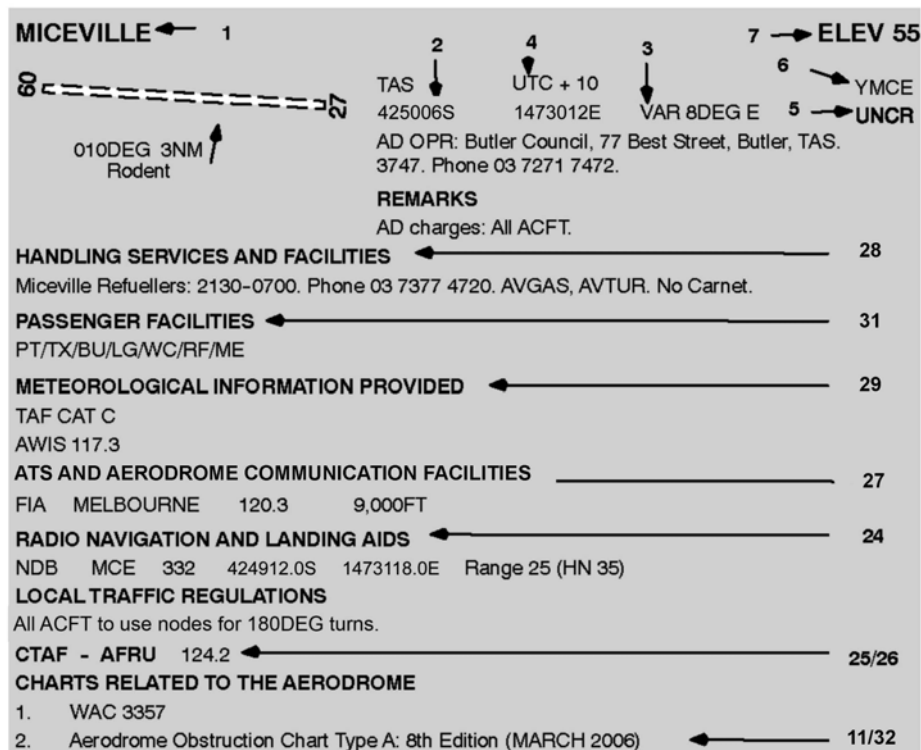 MICEVILLE 1 7 ELEV 55
2 4 3
09 27
TAS UTC + 10 6 YMCE
425006S 1473012E VAR 8DEG E 5 UNCR
010DEG 3NM
Rodent
AD OPR: Butler Council, 77 Best Street, Butler, TAS.
3747. Phone 03 7271 7472.
REMARKS
AD charges: All ACFT.
HANDLING SERVICES AND FACILITIES 28
Miceville Refuellers: 2130-0700. Phone 03 7377 4720. AVGAS, AVTUR. No Carnet.
PASSENGER FACILITIES 31
PT/TX/BU/LG/WC/RF/ME
METEOROLOGICAL INFORMATION PROVIDED 29
TAF CAT C
AWIS 117.3
ATS AND AERODROME COMMUNICATION FACILITIES 27
FIA MELBOURNE 120.3 9,000FT
RADIO NAVIGATION AND LANDING AIDS 24
NDB MCE 332 424912.0S 1473118.0E Range 25 (HN 35)
LOCAL TRAFFIC REGULATIONS
All ACFT to use nodes for 180DEG turns.
CTAF - AFRU 124.2 25/26
CHARTS RELATED TO THE AERODROME
1. WAC 3357
2. Aerodrome Obstruction Chart Type A: 8th Edition (MARCH 2006) 11/32